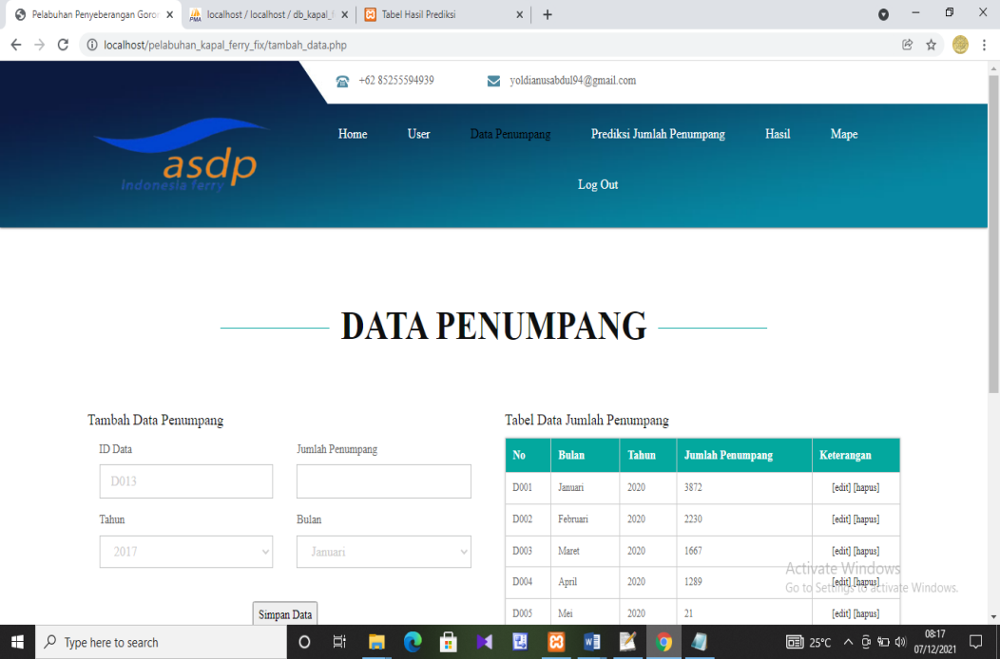 Pelabuhan Penyeberangan Goron
localhost / localhost / db_kapal_f
Tabel Hasil Prediksi
localhost/pelabuhan_kapal_ferry_fix/tambah_data.php
+62 85255594939
yoldianusabdul94@gmail.com
asdp
Indonesia ferry
Home User Data Penumpang Prediksi Jumlah Penumpang Hasil Mape
Log Out
DATA PENUMPANG
Tambah Data Penumpang
ID Data Jumlah Penumpang
D013
Tahun Bulan
2017 Januari
Simpan Data
Tabel Data Jumlah Penumpang
No Bulan Tahun Jumlah Penumpang Keterangan
D001 Januari 2020 3872 [edit] [hapus]
D002 Februari 2020 2230 [edit] [hapus]
D003 Maret 2020 1667 [edit] [hapus]
D004 April 2020 1289 [edit] [hapus]
D005 Mei 2020 21 [edit] [hapus]
Activate Windows
Go to Settings to activate Windows.
Type here to search
25°C
08:17
07/12/2021